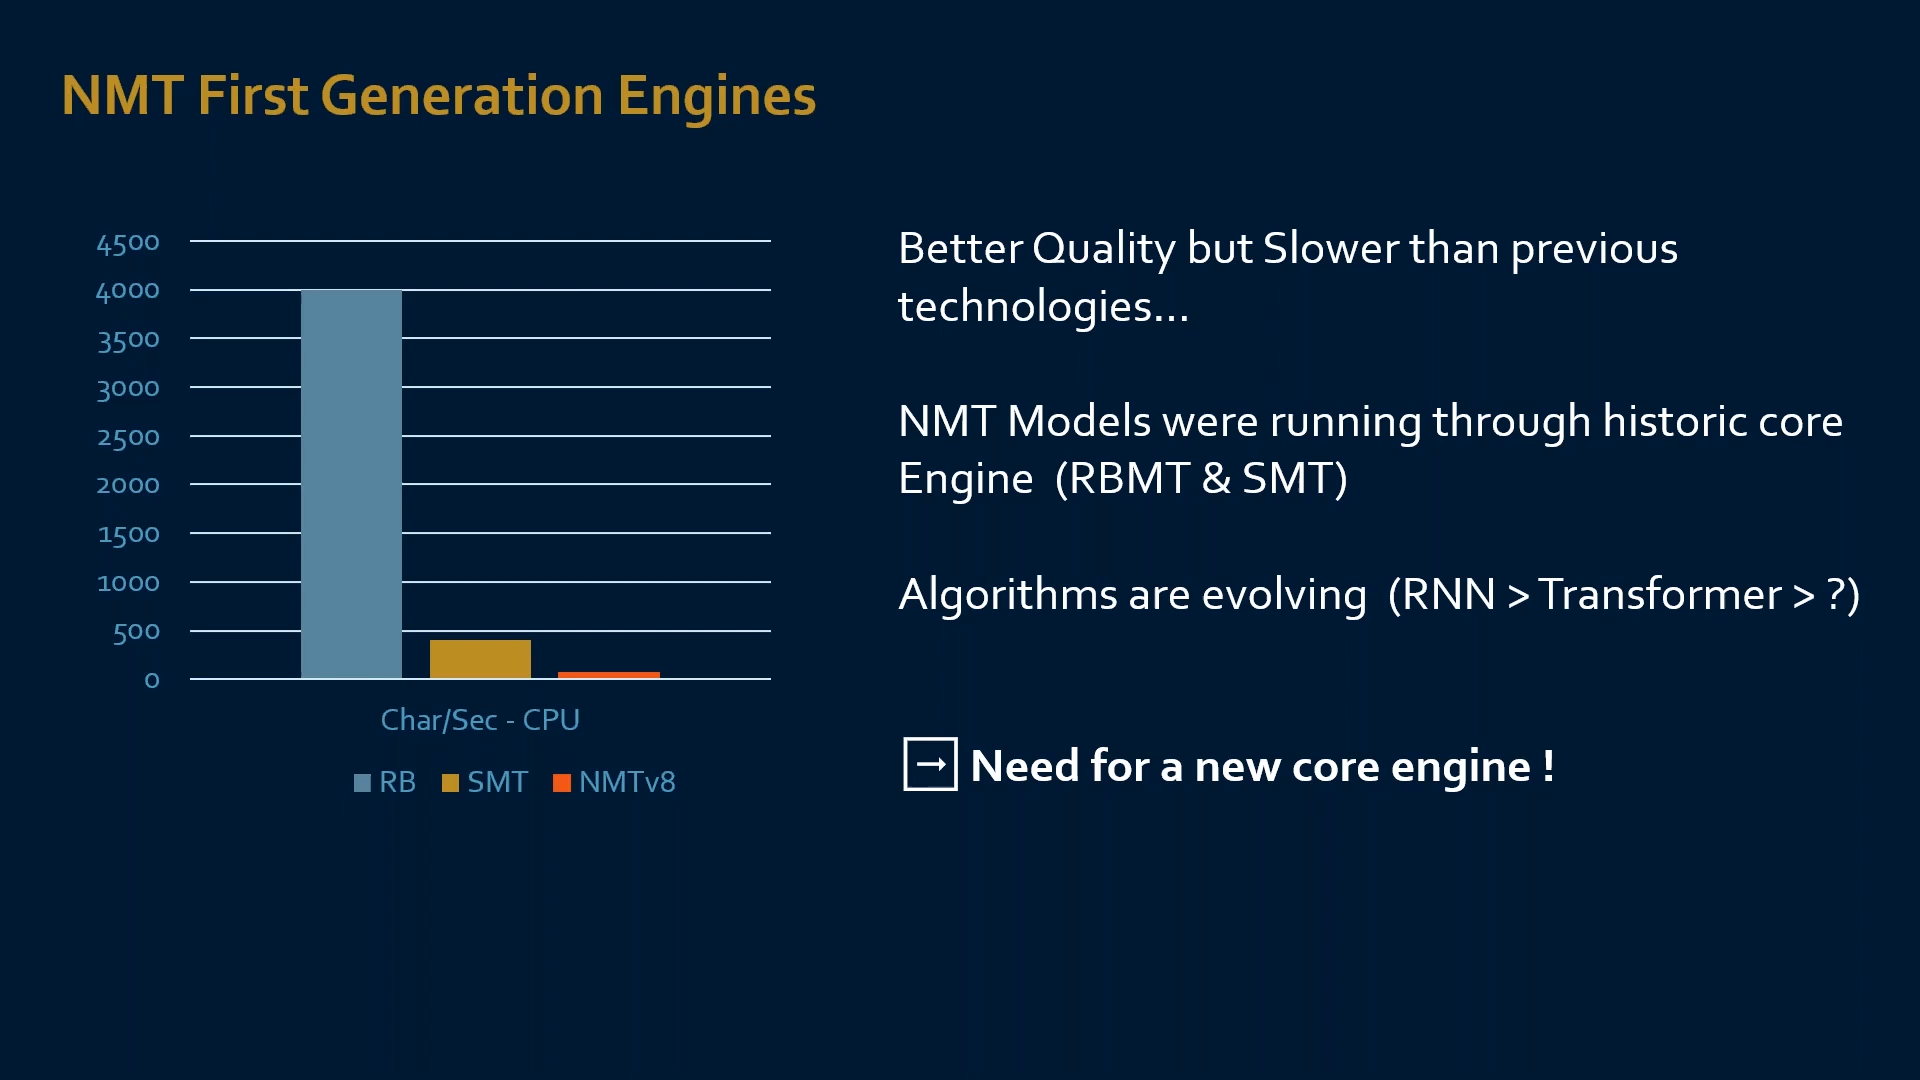 NMT First Generation Engines
4500
4000
3500
3000
2500
2000
1500
1000
500
0
Char/Sec - CPU
RB
SMT
NMTv8
Better Quality but Slower than previous
technologies...
NMT Models were running through historic core
Engine (RBMT & SMT)
Algorithms are evolving (RNN > Transformer > ?)
→ Need for a new core engine !